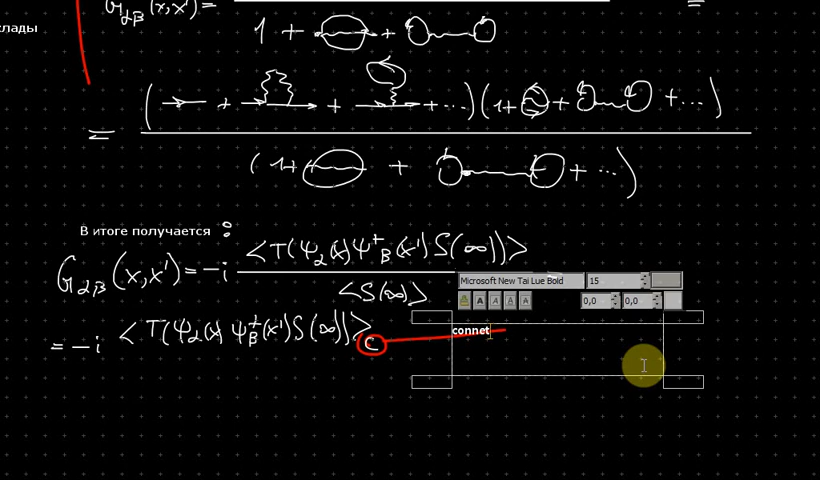 G_{αβ}(x,x')= =
клады
1 + +
= ( + + + ...)(1+ + + ...)
(1+ + + ...)
В итоге получается :
G_{αβ}(x,x') = -i <T(ψ_α(x)ψ^+_β(x')S(∞))>
<S(∞)>
Microsoft New Tai Lue Bold 15
A A A A 0,0 0,0
= -i <T(ψ_α(x)ψ^+_β(x')S(∞))>_c
connet